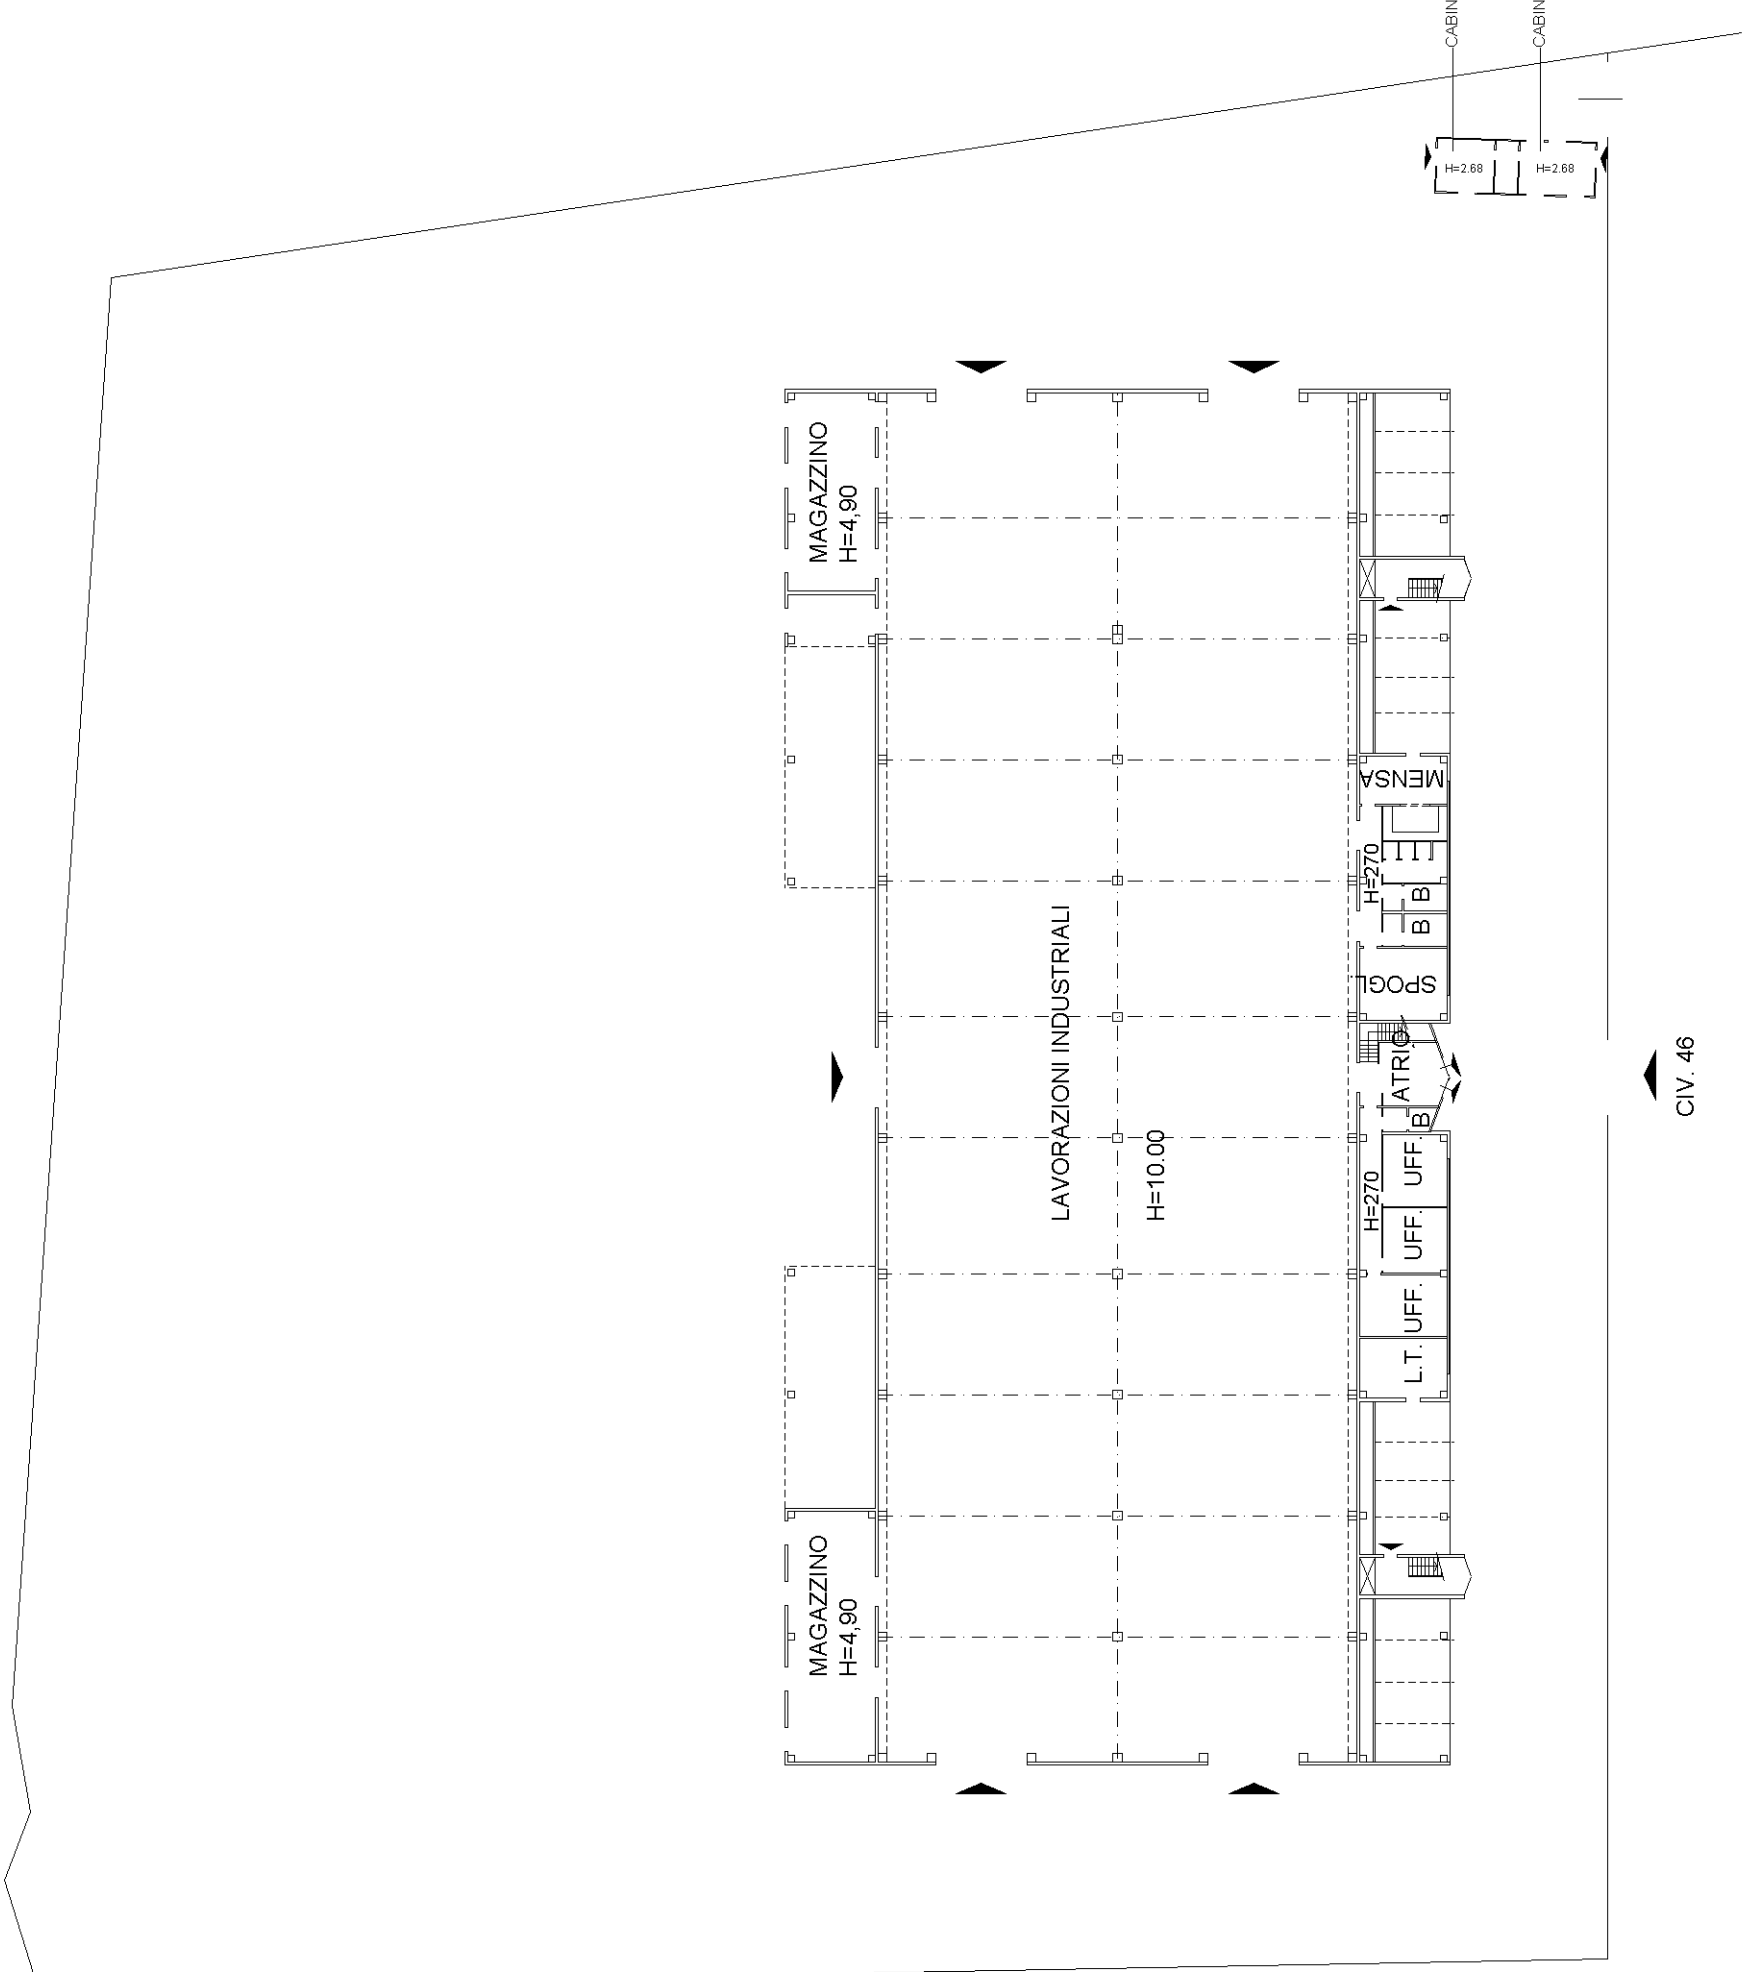 CABIN
CABIN
H=2.68
H=2.68
MAGAZZINO
H=4,90
MENSA
H=270
B
B
SPOGL.
LAVORAZIONI INDUSTRIALI
H=10.00
ATRIO
B
CIV. 46
UFF.
H=270
UFF.
UFF.
L.T.
MAGAZZINO
H=4,90